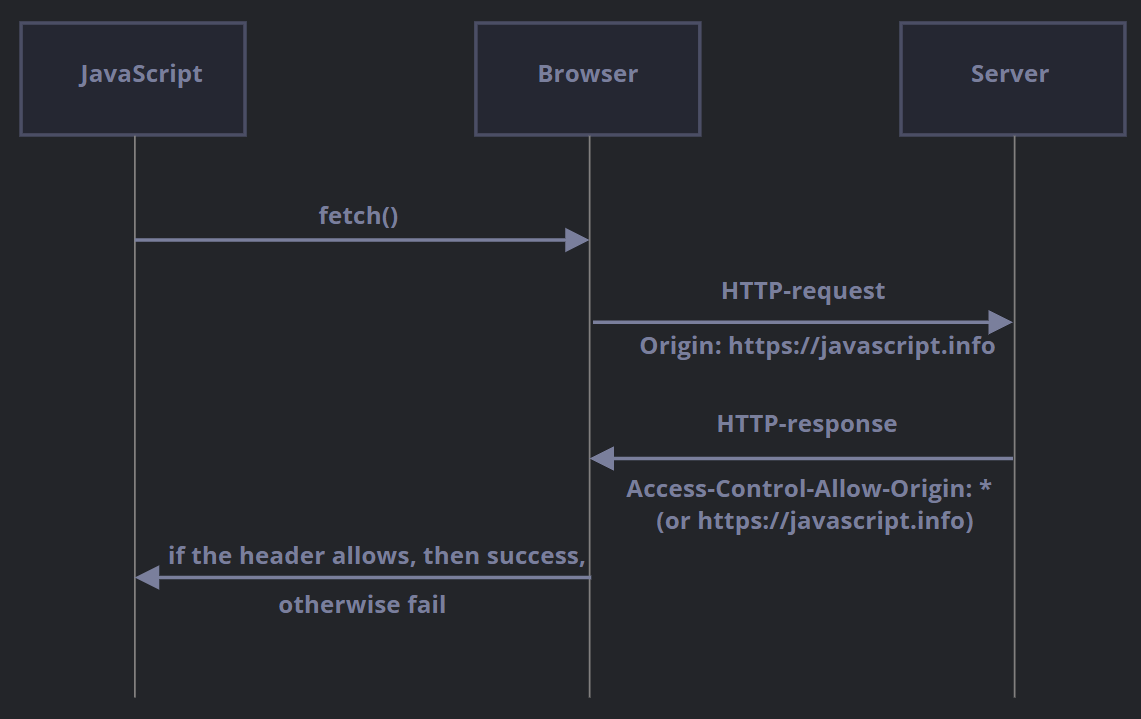 JavaScript
Browser
Server
fetch()
HTTP-request
Origin: https://javascript.info
HTTP-response
Access-Control-Allow-Origin: *
(or https://javascript.info)
if the header allows, then success,
otherwise fail